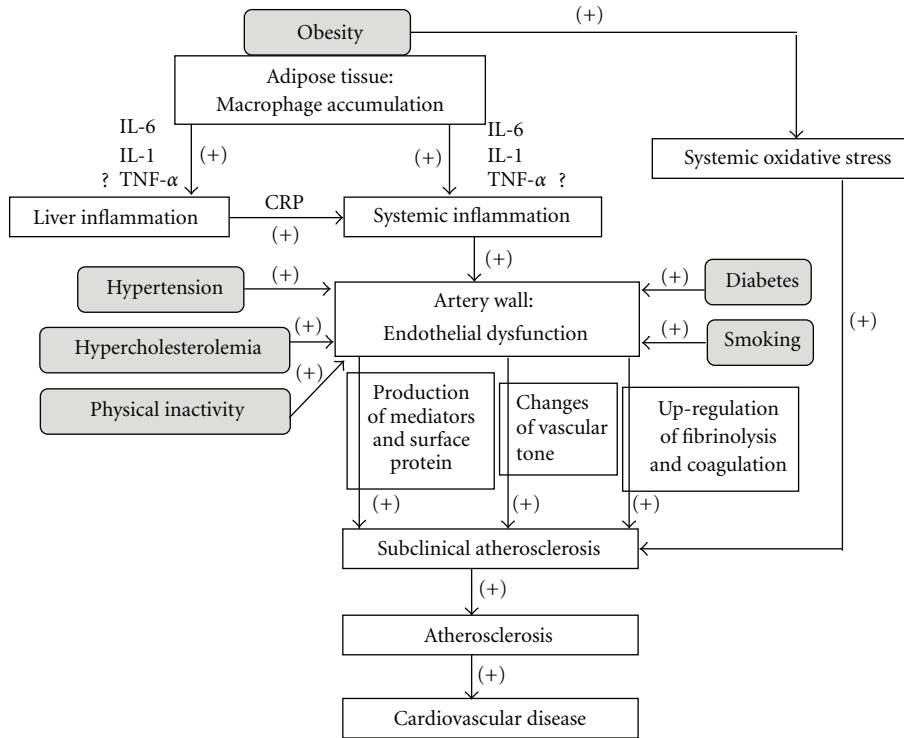 Obesity
(+)
Adipose tissue:
Macrophage accumulation
IL-6
IL-1
? TNF-α
(+)
(+)
IL-6
IL-1
TNF-α ?
Systemic oxidative stress
Liver inflammation
CRP
(+)
Systemic inflammation
(+)
Hypertension
(+)
Artery wall:
Endothelial dysfunction
(+)
Diabetes
(+)
Hypercholesterolemia
(+)
(+)
Smoking
Physical inactivity
(+)
Production
of mediators
and surface
protein
Changes
of vascular
tone
Up-regulation
of fibrinolysis
and coagulation
(+)
(+)
(+)
Subclinical atherosclerosis
(+)
Atherosclerosis
(+)
Cardiovascular disease